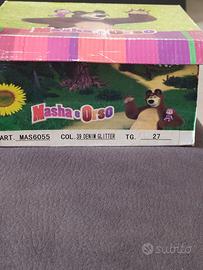 Masha e Orso
ART. MAS6055 COL. 39 DENIM GLITTER TG. 27
subito